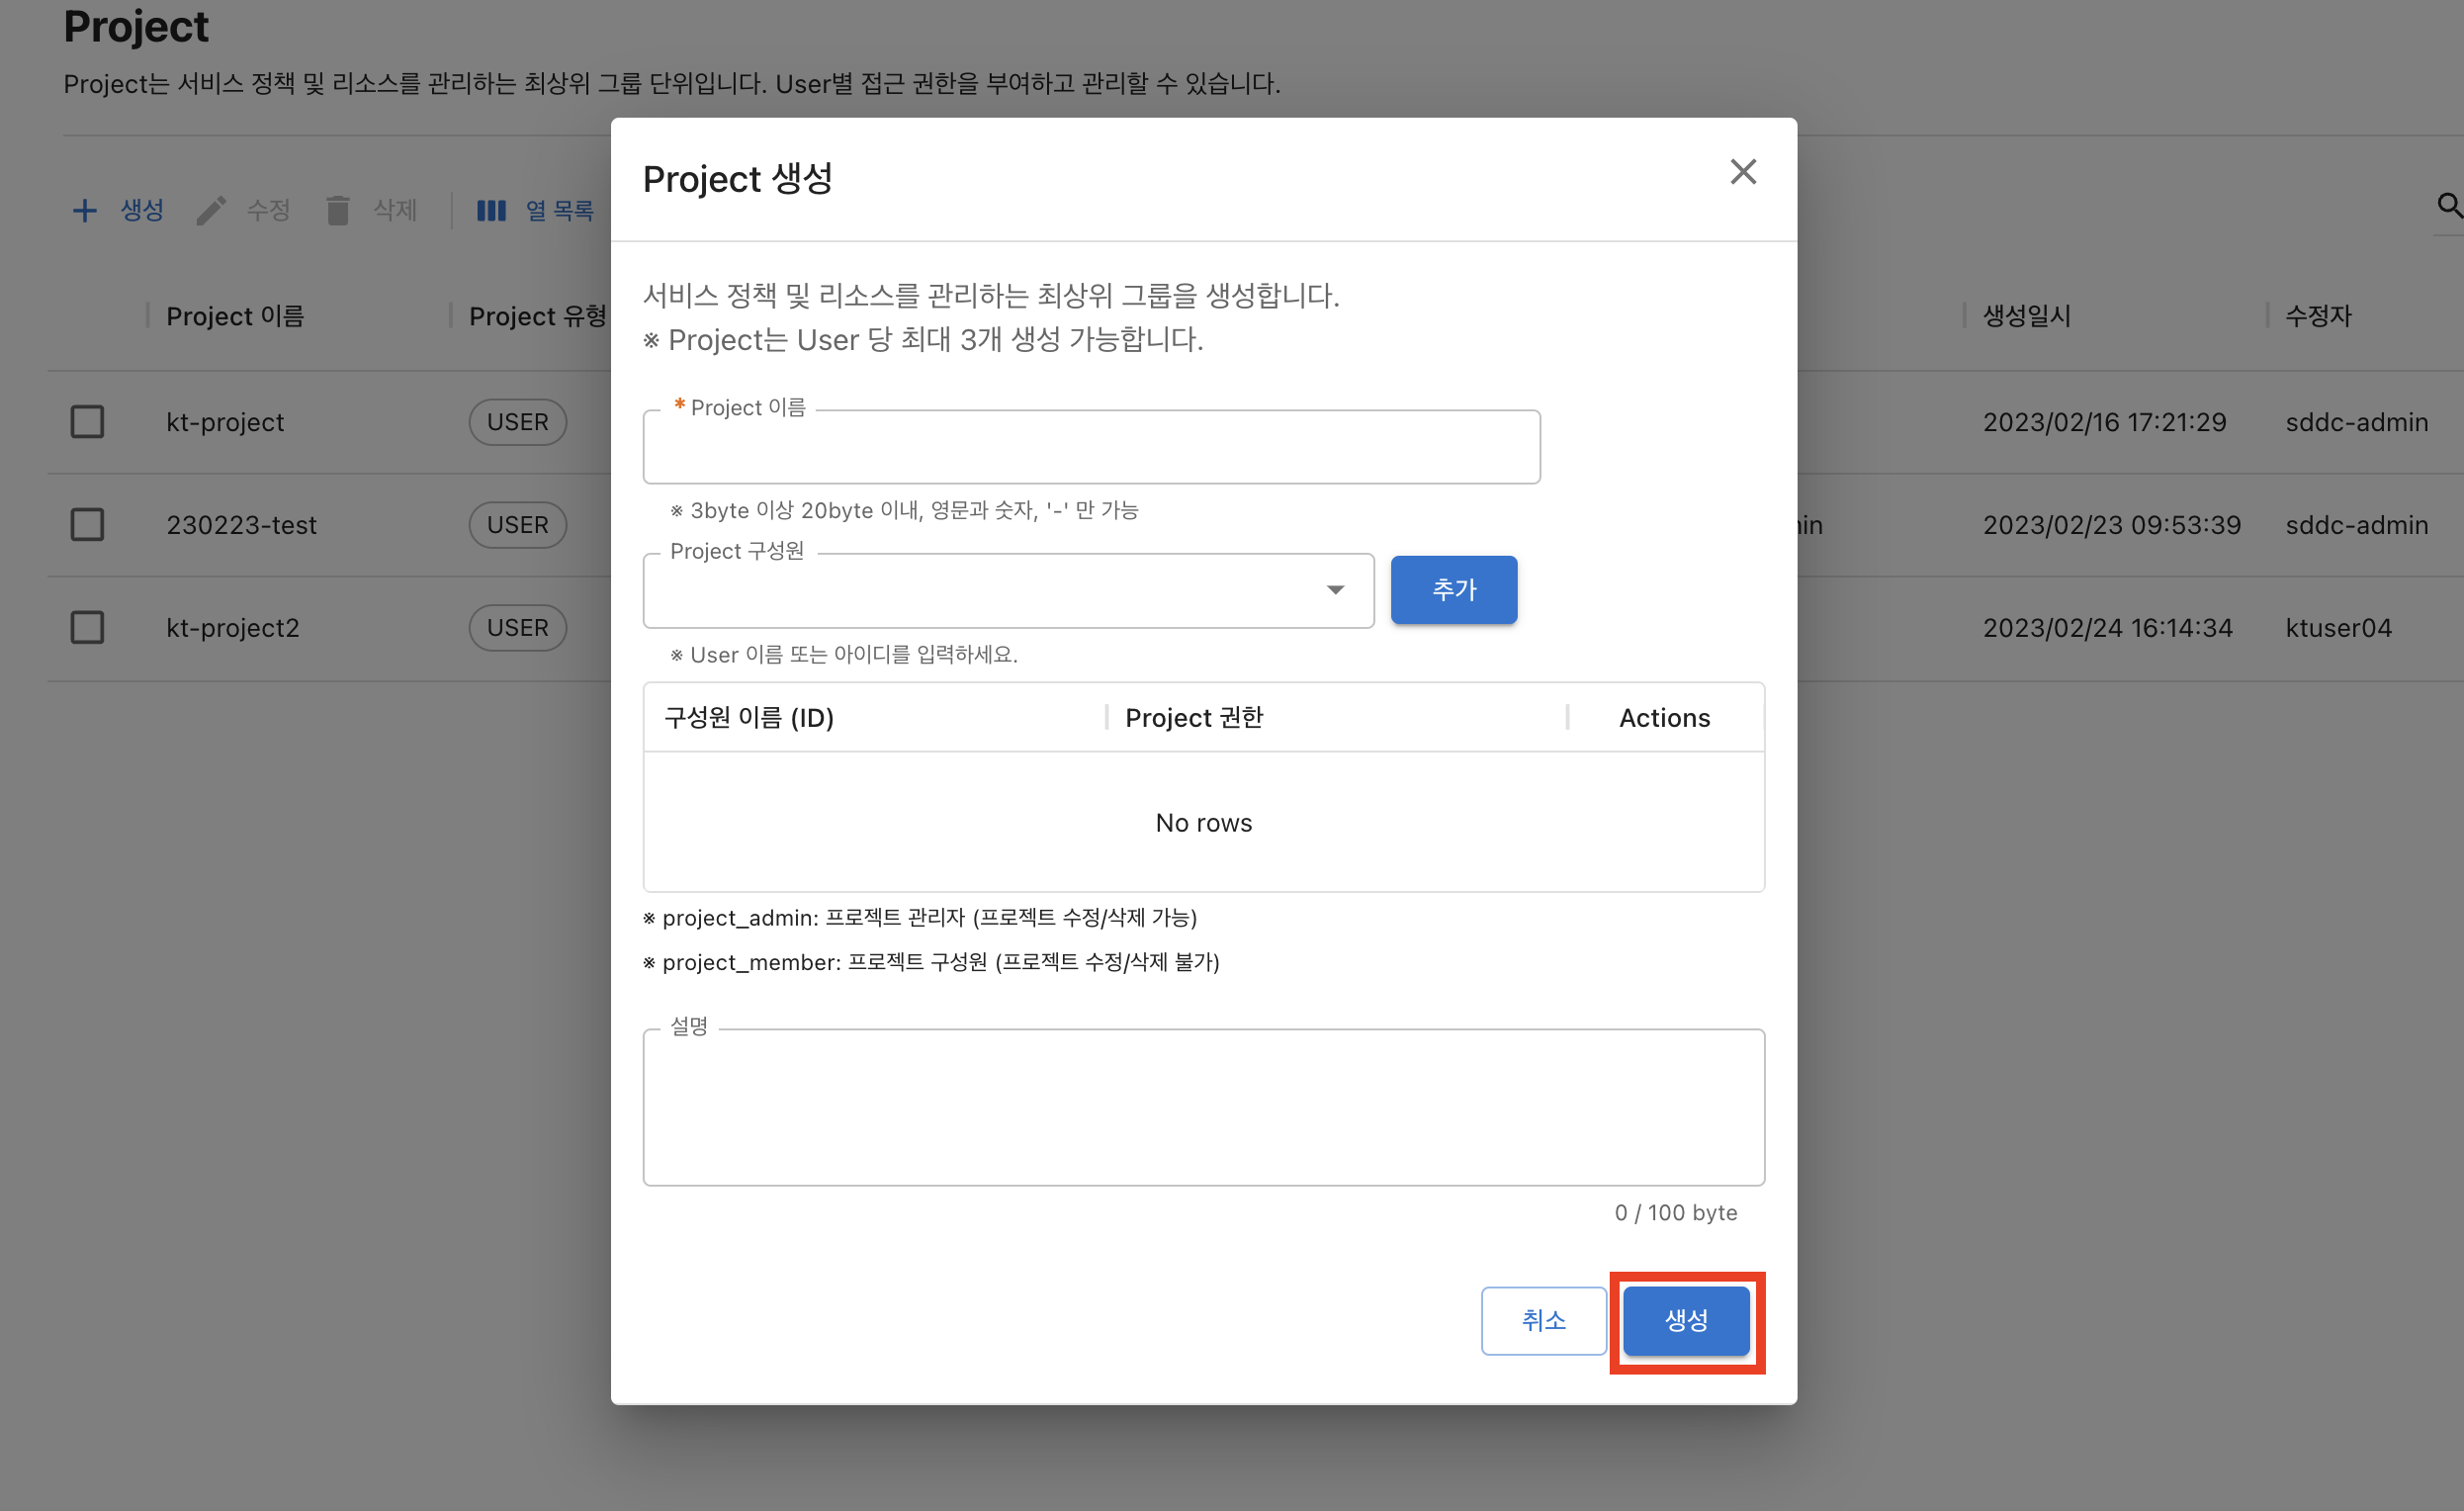 Project
Project는 서비스 정책 및 리소스를 관리하는 최상위 그룹 단위입니다. User별 접근 권한을 부여하고 관리할 수 있습니다.
생성 수정 삭제 열 목록
Project 이름 Project 유형 생성일시 수정자
kt-project USER 2023/02/16 17:21:29 sddc-admin
230223-test USER in 2023/02/23 09:53:39 sddc-admin
kt-project2 USER 2023/02/24 16:14:34 ktuser04
Project 생성
서비스 정책 및 리소스를 관리하는 최상위 그룹을 생성합니다.
※ Project는 User 당 최대 3개 생성 가능합니다.
* Project 이름
※ 3byte 이상 20byte 이내, 영문과 숫자, '-' 만 가능
Project 구성원
추가
※ User 이름 또는 아이디를 입력하세요.
구성원 이름 (ID) Project 권한 Actions
No rows
※ project_admin: 프로젝트 관리자 (프로젝트 수정/삭제 가능)
※ project_member: 프로젝트 구성원 (프로젝트 수정/삭제 불가)
설명
0 / 100 byte
취소 생성